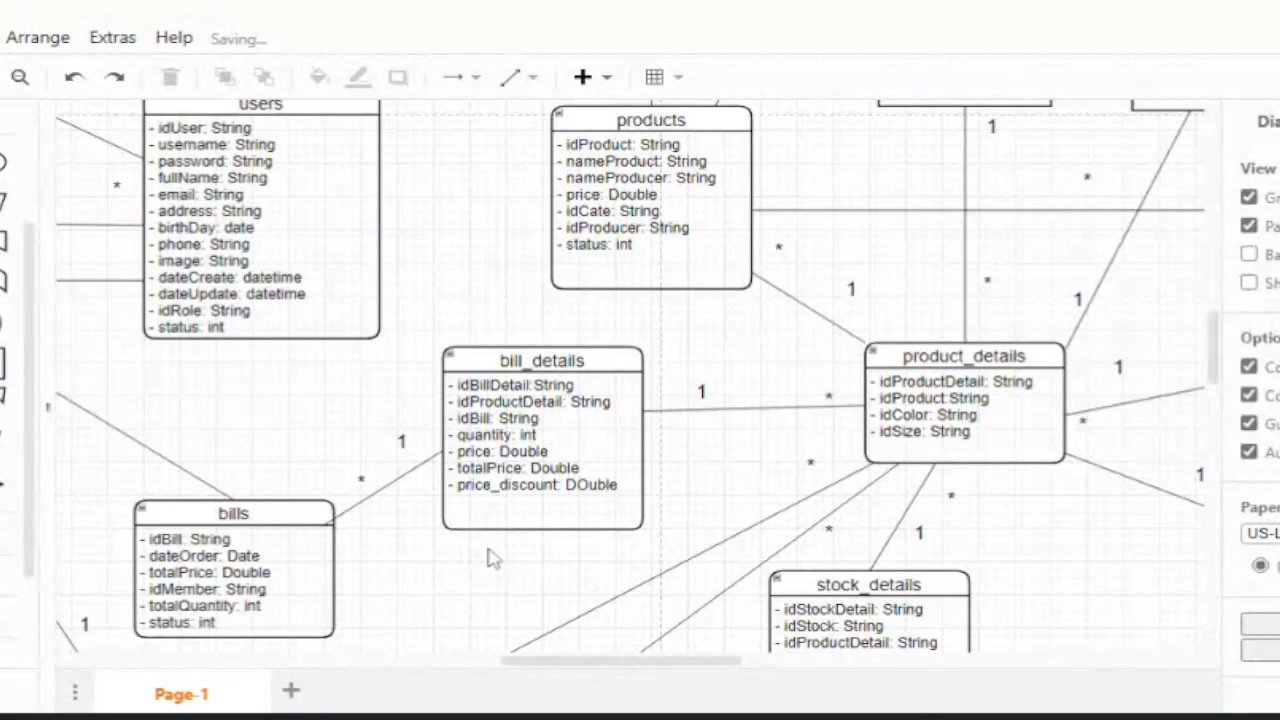 Arrange Extras Help Saving...
users
- idUser: String
- username: String
- password: String
- fullName: String
- email: String
- address: String
- birthDay: date
- phone: String
- image: String
- dateCreate: datetime
- dateUpdate: datetime
- idRole: String
- status: int
*
products
- idProduct: String
- nameProduct: String
- nameProducer: String
- price: Double
- idCate: String
- idProducer: String
- status: int
*
1
1
*
*
1
1
*
1
product_details
- idProductDetail: String
- idProduct:String
- idColor: String
- idSize: String
bill_details
- idBillDetail:String
- idProductDetail: String
- idBill: String
- quantity: int
- price: Double
- totalPrice: Double
- price_discount: DOuble
1
*
1
*
bills
- idBill: String
- dateOrder: Date
- totalPrice: Double
- idMember: String
- totalQuantity: int
- status: int
1
*
*
*
1
stock_details
- idStockDetail: String
- idStock: String
- idProductDetail: String
View
Paper
Page-1